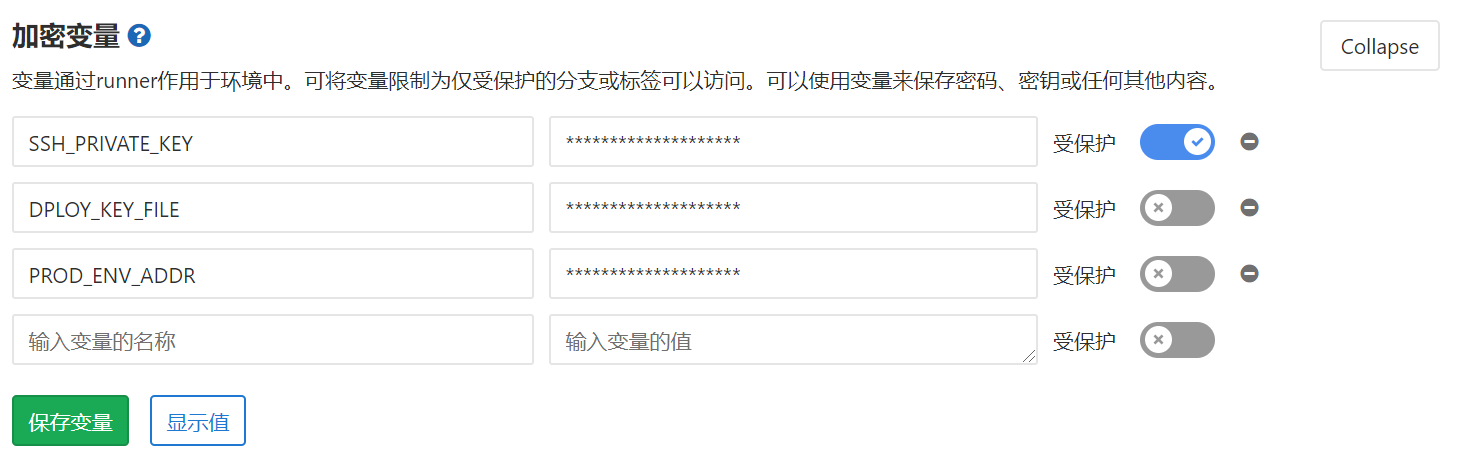 加密变量
Collapse
变量通过runner作用于环境中。可将变量限制为仅受保护的分支或标签可以访问。可以使用变量来保存密码、密钥或任何其他内容。
SSH_PRIVATE_KEY ******************** 受保护
DPLOY_KEY_FILE ******************** 受保护
PROD_ENV_ADDR ******************** 受保护
输入变量的名称 输入变量的值 受保护
保存变量 显示值